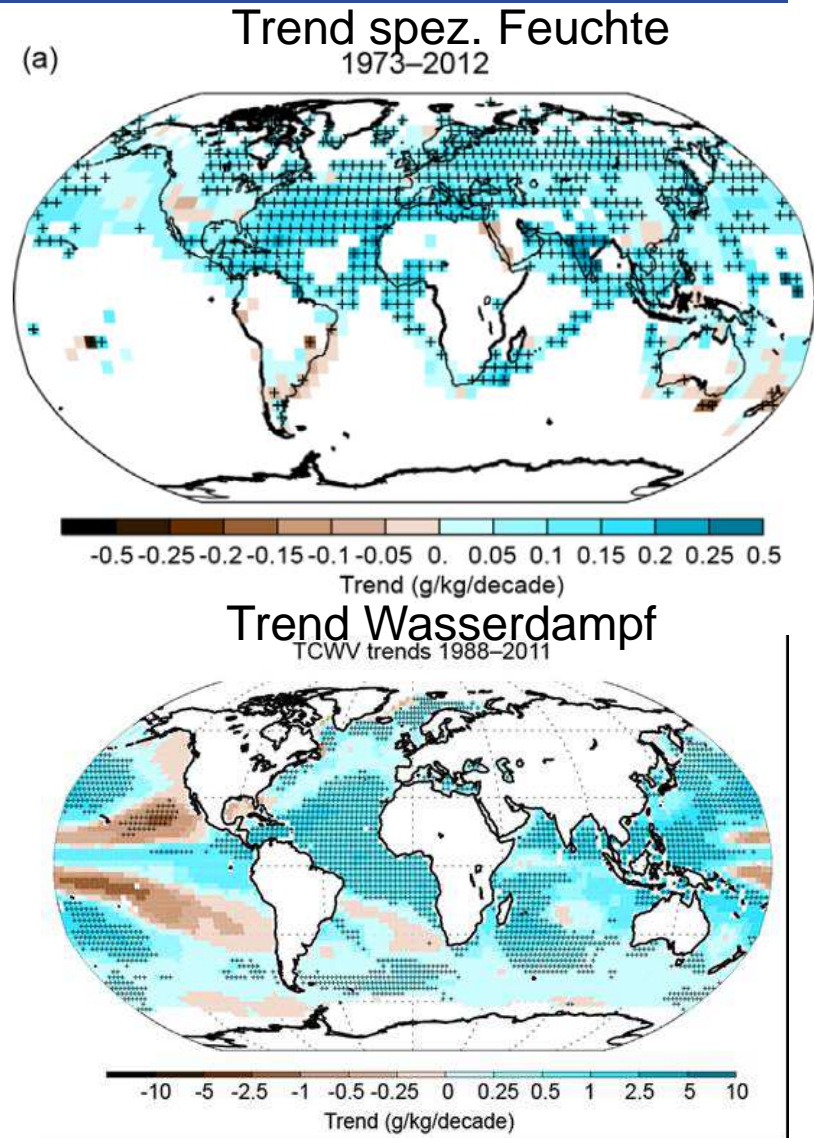 Trend spez. Feuchte
(a)
1973–2012
-0.5 -0.25 -0.2 -0.15 -0.1 -0.05 0. 0.05 0.1 0.15 0.2 0.25 0.5
Trend (g/kg/decade)
Trend Wasserdampf
TCWV trends 1988–2011
-10 -5 -2.5 -1 -0.5 -0.25 0 0.25 0.5 1 2.5 5 10
Trend (g/kg/decade)